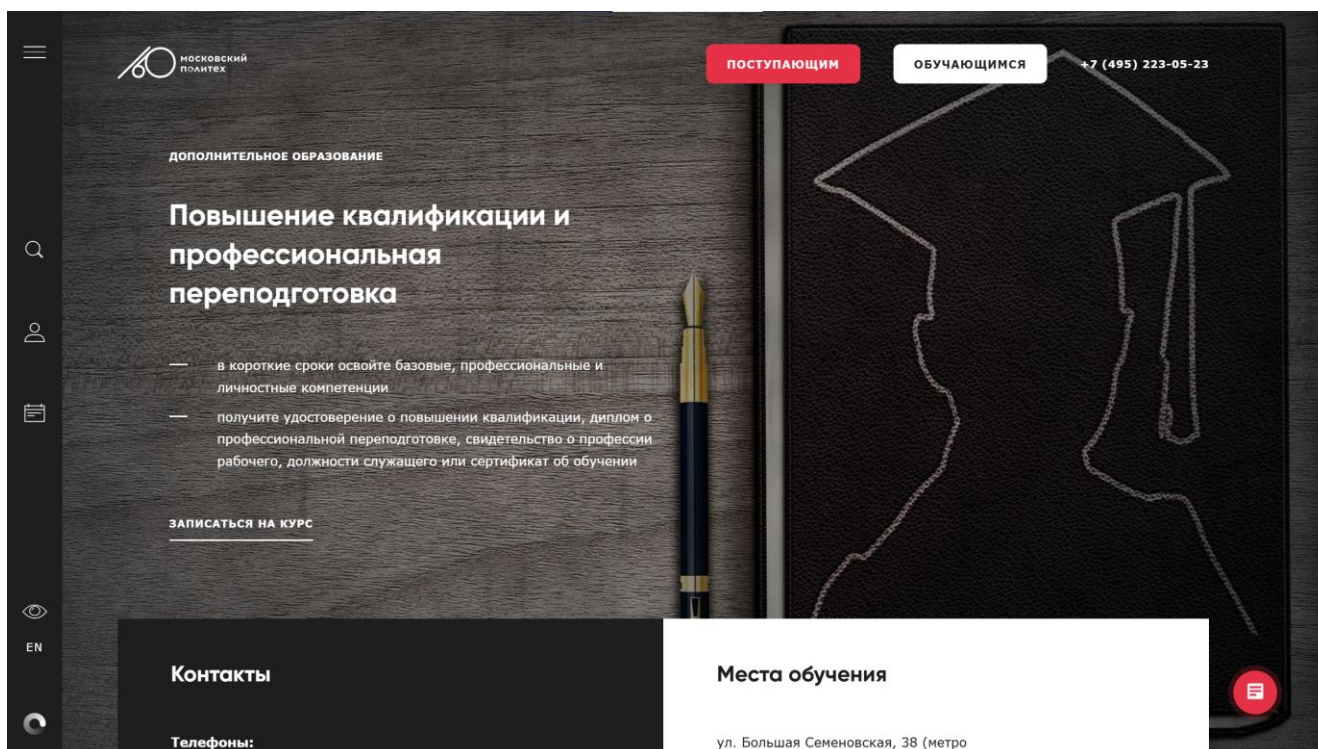 московский
политех
ПОСТУПАЮЩИМ
ОБУЧАЮЩИМСЯ
+7 (495) 223-05-23
ДОПОЛНИТЕЛЬНОЕ ОБРАЗОВАНИЕ
Повышение квалификации и
профессиональная
переподготовка
— в короткие сроки освойте базовые, профессиональные и
личностные компетенции
— получите удостоверение о повышении квалификации, диплом о
профессиональной переподготовке, свидетельство о профессии
рабочего, должности служащего или сертификат об обучении
ЗАПИСАТЬСЯ НА КУРС
EN
Контакты
Телефоны:
Места обучения
ул. Большая Семеновская, 38 (метро